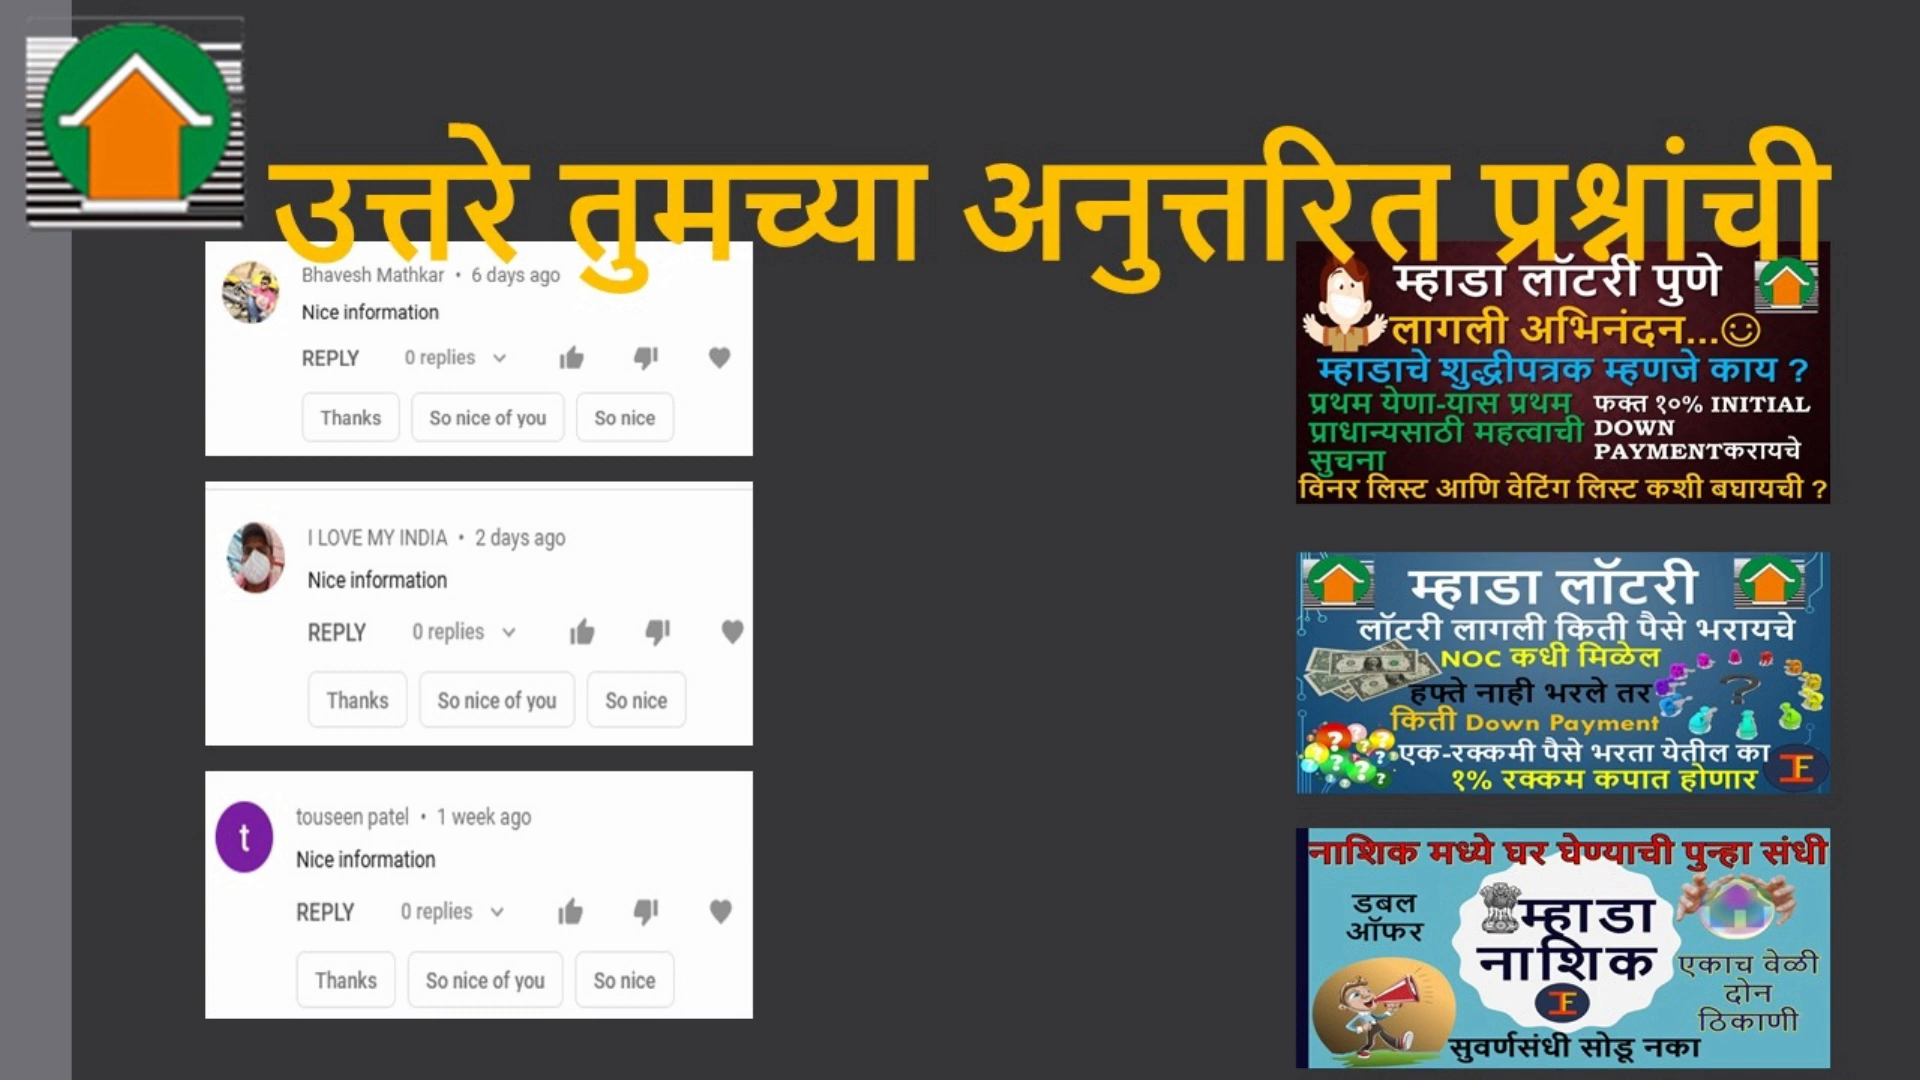 उत्तरे तुमच्या अनुत्तरित प्रश्नांची
Bhavesh Mathkar • 6 days ago
Nice information
REPLY 0 replies
Thanks So nice of you So nice
I LOVE MY INDIA • 2 days ago
Nice information
REPLY 0 replies
Thanks So nice of you So nice
t
touseen patel • 1 week ago
Nice information
REPLY 0 replies
Thanks So nice of you So nice
म्हाडा लॉटरी पुणे
लागली अभिनंदन...☺
म्हाडाचे शुद्धीपत्रक म्हणजे काय ?
प्रथम येणा-यास प्रथम
प्राधान्यसाठी महत्वाची
सुचना
फक्त १०% INITIAL
DOWN
PAYMENTकरायचे
विनर लिस्ट आणि वेटिंग लिस्ट कशी बघायची ?
म्हाडा लॉटरी
लॉटरी लागली किती पैसे भरायचे
NOC कधी मिळेल
हफ्ते नाही भरले तर
किती Down Payment
एक-रक्कमी पैसे भरता येतील का
१% रक्कम कपात होणार
नाशिक मध्ये घर घेण्याची पुन्हा संधी
डबल
ऑफर
म्हाडा
नाशिक
एकाच वेळी
दोन
ठिकाणी
सुवर्णसंधी सोडू नका